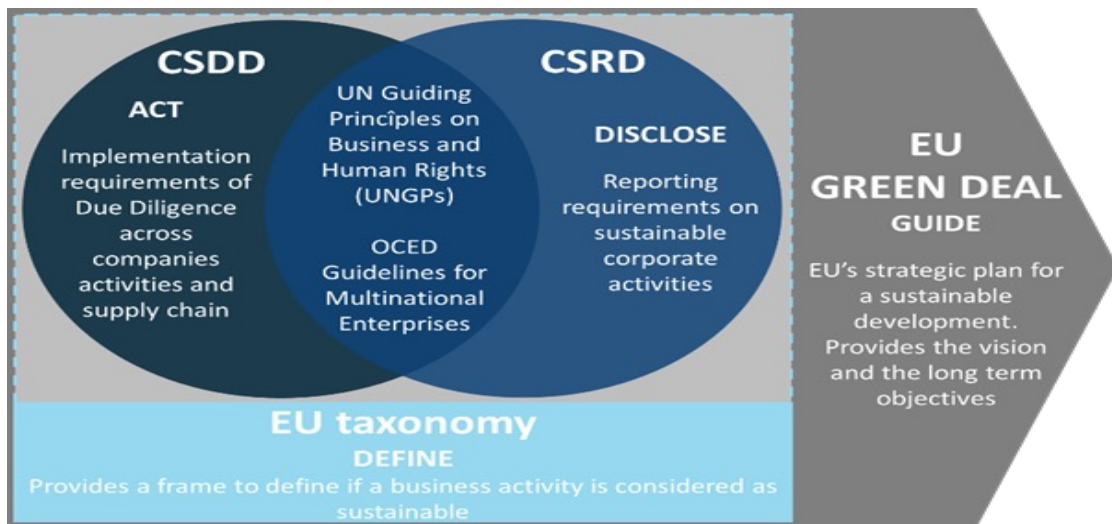 CSDD
ACT
Implementation
requirements of
Due Diligence
across
companies
activities and
supply chain
UN Guiding
Princîples on
Business and
Human Rights
(UNGPs)
OCED
Guidelines for
Multinational
Enterprises
CSRD
DISCLOSE
Reporting
requirements on
sustainable
corporate
activities
EU taxonomy
DEFINE
Provides a frame to define if a business activity is considered as
sustainable
EU
GREEN DEAL
GUIDE
EU's strategic plan for
a sustainable
development.
Provides the vision
and the long term
objectives